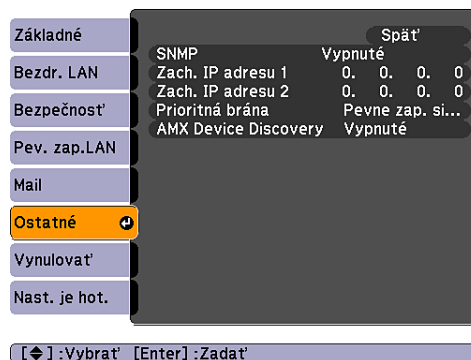 Základné
Bezdr. LAN
Bezpečnosť
Pev. zap.LAN
Mail
Ostatné
Vynulovať
Nast. je hot.
Späť
SNMP Vypnuté
Zach. IP adresu 1 0. 0. 0. 0
Zach. IP adresu 2 0. 0. 0. 0
Prioritná brána Pevne zap. si...
AMX Device Discovery Vypnuté
[◆] :Vybrať [Enter] :Zadať